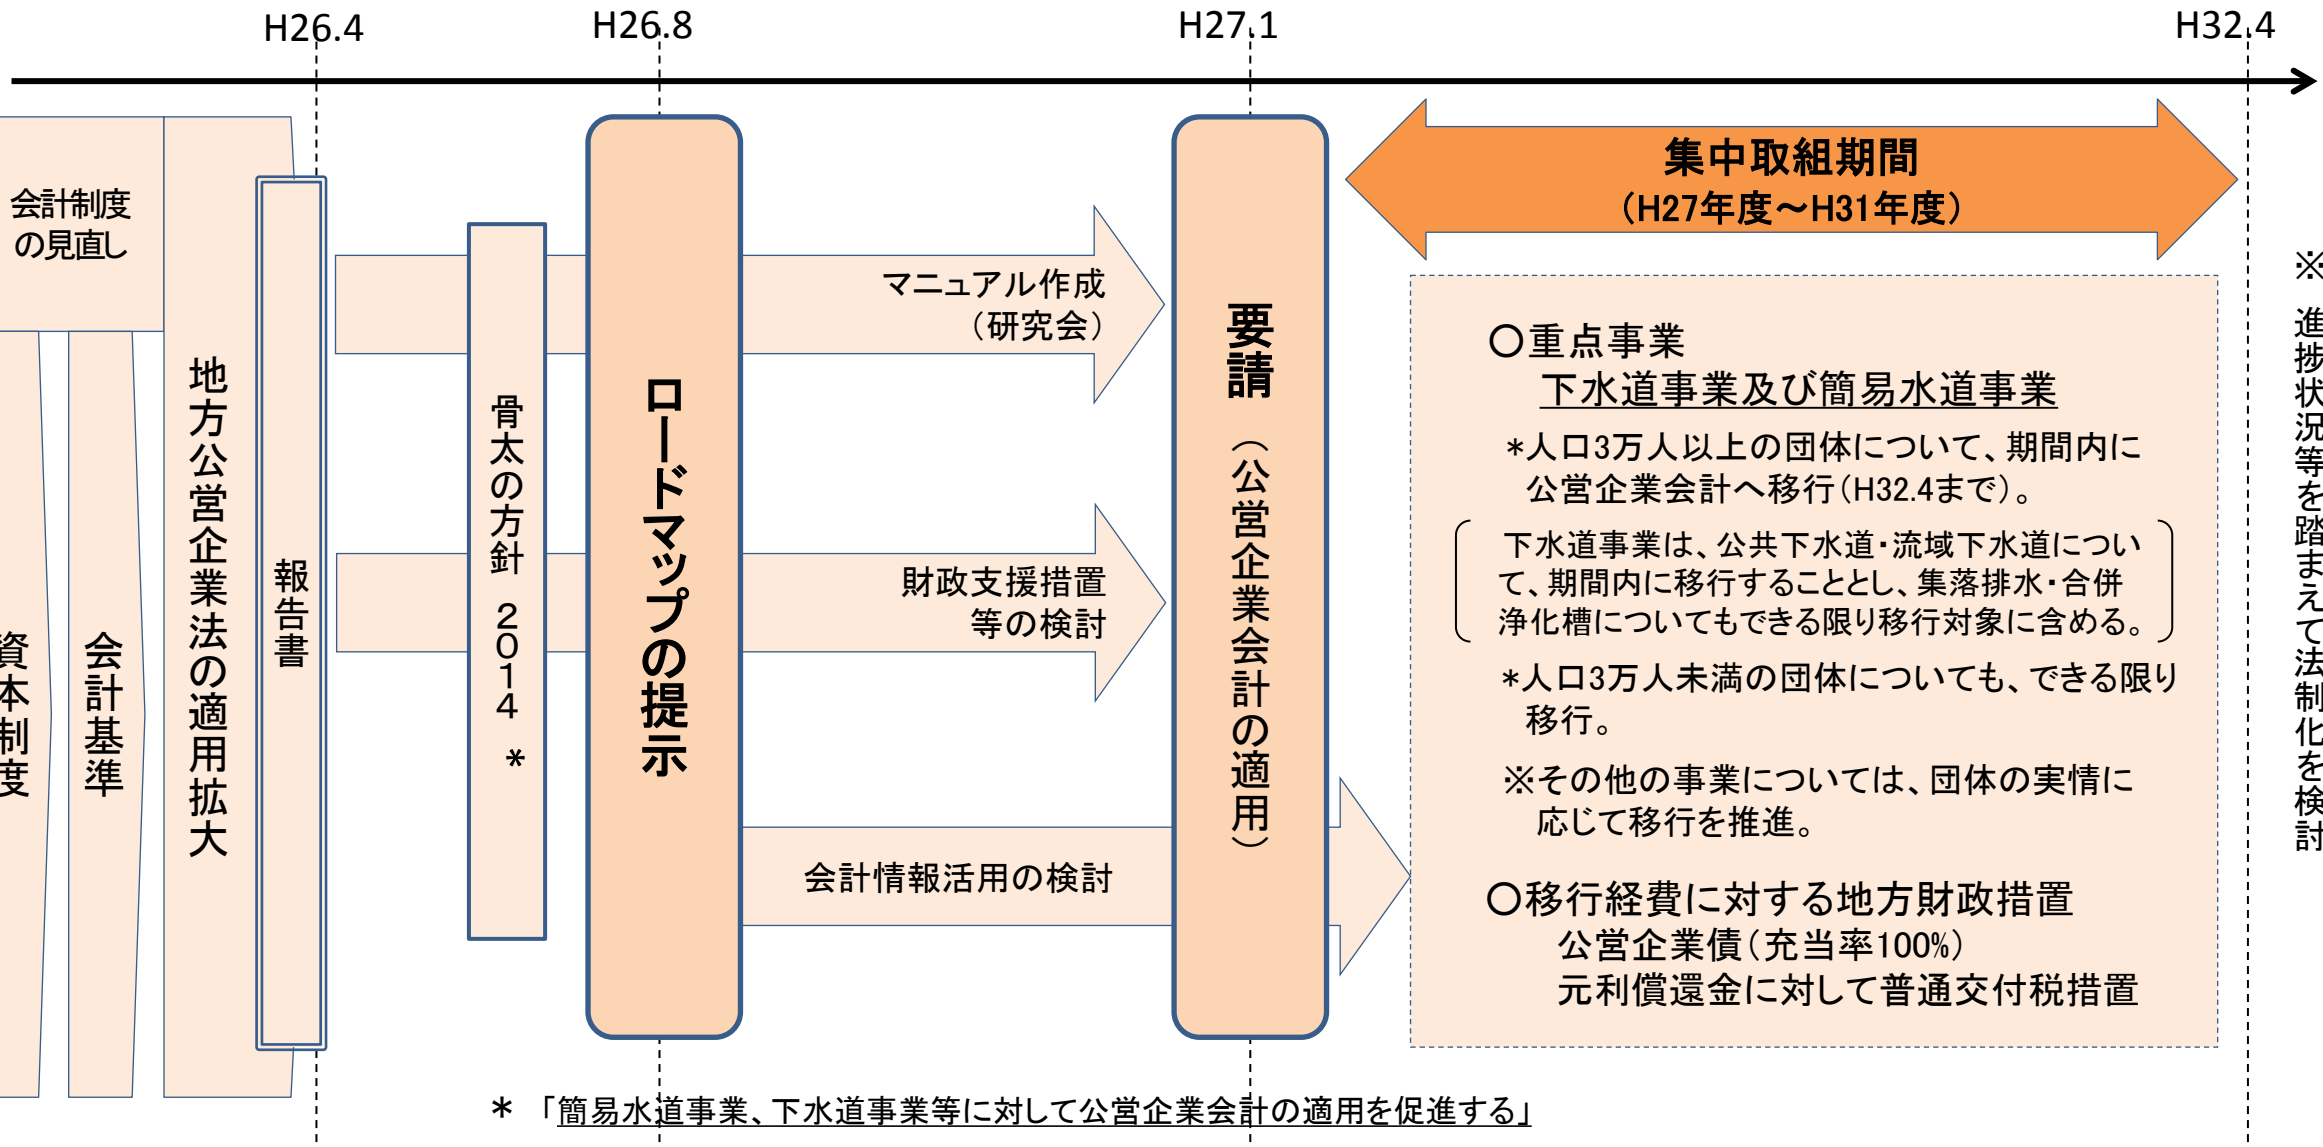 H26.4
H26.8
H27.1
H32.4
会計制度
の見直し
資本制度
会計基準
地方公営企業法の適用拡大
報告書
骨太の方針 2014 *
ロードマップの提示
マニュアル作成
（研究会）
財政支援措置
等の検討
会計情報活用の検討
要請（公営企業会計の適用）
集中取組期間
（H27年度～H31年度）
○重点事業
下水道事業及び簡易水道事業
*人口3万人以上の団体について、期間内に
公営企業会計へ移行（H32.4まで）。
下水道事業は、公共下水道・流域下水道につい
て、期間内に移行することとし、集落排水・合併
浄化槽についてもできる限り移行対象に含める。
*人口3万人未満の団体についても、できる限り
移行。
※その他の事業については、団体の実情に
応じて移行を推進。
○移行経費に対する地方財政措置
公営企業債（充当率100%）
元利償還金に対して普通交付税措置
※ 進捗状況等を踏まえて法制化を検討
* 「簡易水道事業、下水道事業等に対して公営企業会計の適用を促進する」